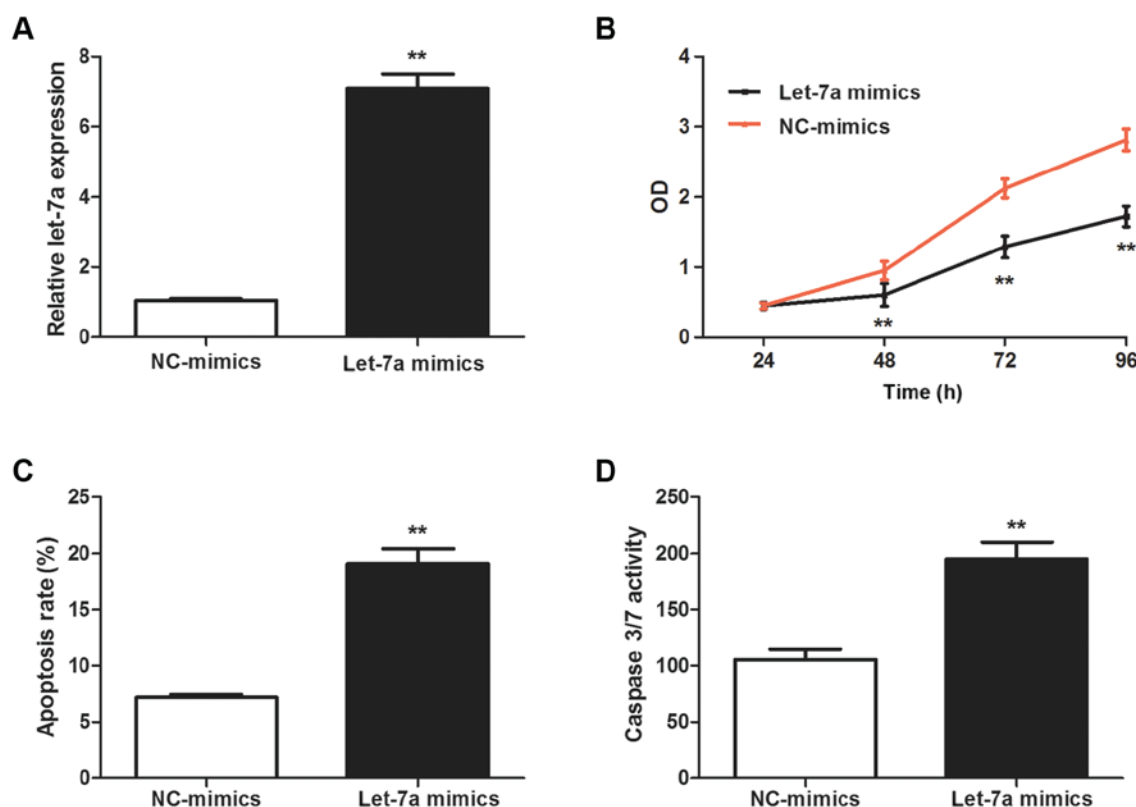 A
Relative let-7a expression
8
6
4
2
0
**
NC-mimics
Let-7a mimics
B
OD
4
3
2
1
0
Let-7a mimics
NC-mimics
**
**
**
24
48
72
96
Time (h)
C
Apoptosis rate (%)
25
20
15
10
5
0
**
NC-mimics
Let-7a mimics
D
Caspase 3/7 activity
250
200
150
100
50
0
**
NC-mimics
Let-7a mimics